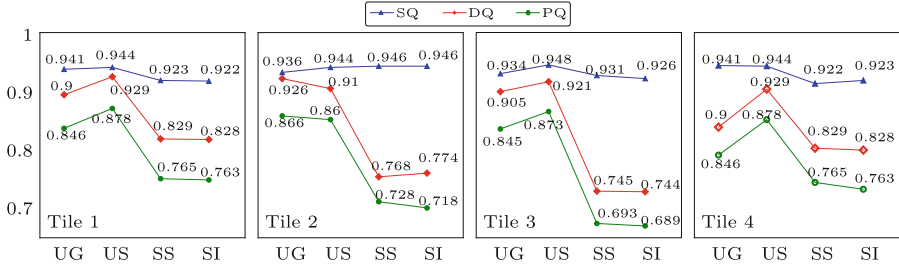 SQ DQ PQ
1
0.9
0.8
0.7
0.941 0.944 0.923 0.922
0.9 0.929 0.829 0.828
0.846 0.878 0.765 0.763
Tile 1
UG US SS SI
0.936 0.944 0.946 0.946
0.926 0.91 0.768 0.774
0.866 0.86 0.728 0.718
Tile 2
UG US SS SI
0.934 0.948 0.931 0.926
0.905 0.921 0.745 0.744
0.845 0.873 0.693 0.689
Tile 3
UG US SS SI
0.941 0.944 0.922 0.923
0.9 0.929 0.829 0.828
0.846 0.878 0.765 0.763
Tile 4
UG US SS SI